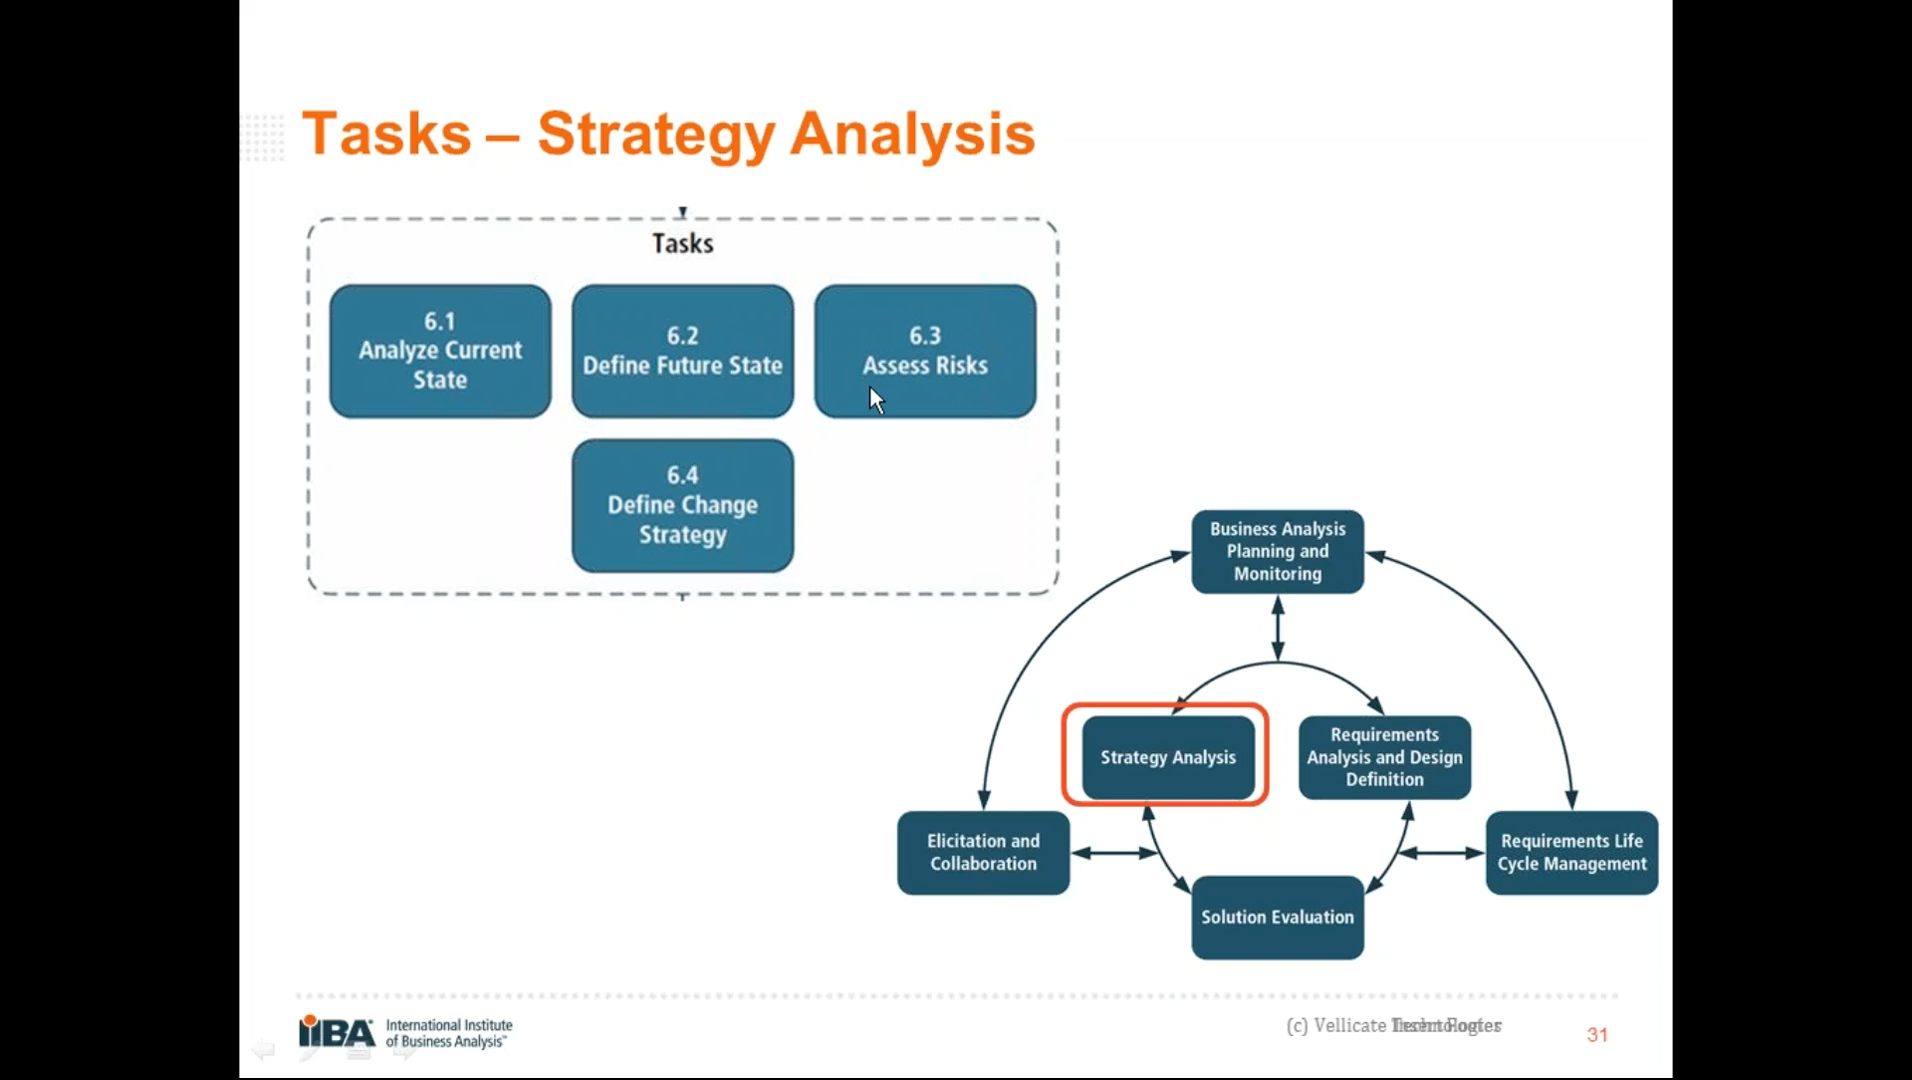 Tasks – Strategy Analysis
Tasks
6.1
Analyze Current
State
6.2
Define Future State
6.3
Assess Risks
6.4
Define Change
Strategy
Business Analysis
Planning and
Monitoring
Strategy Analysis
Requirements
Analysis and Design
Definition
Elicitation and
Collaboration
Requirements Life
Cycle Management
Solution Evaluation
IIBA
International Institute
of Business Analysis™
(c) Vellicate
31